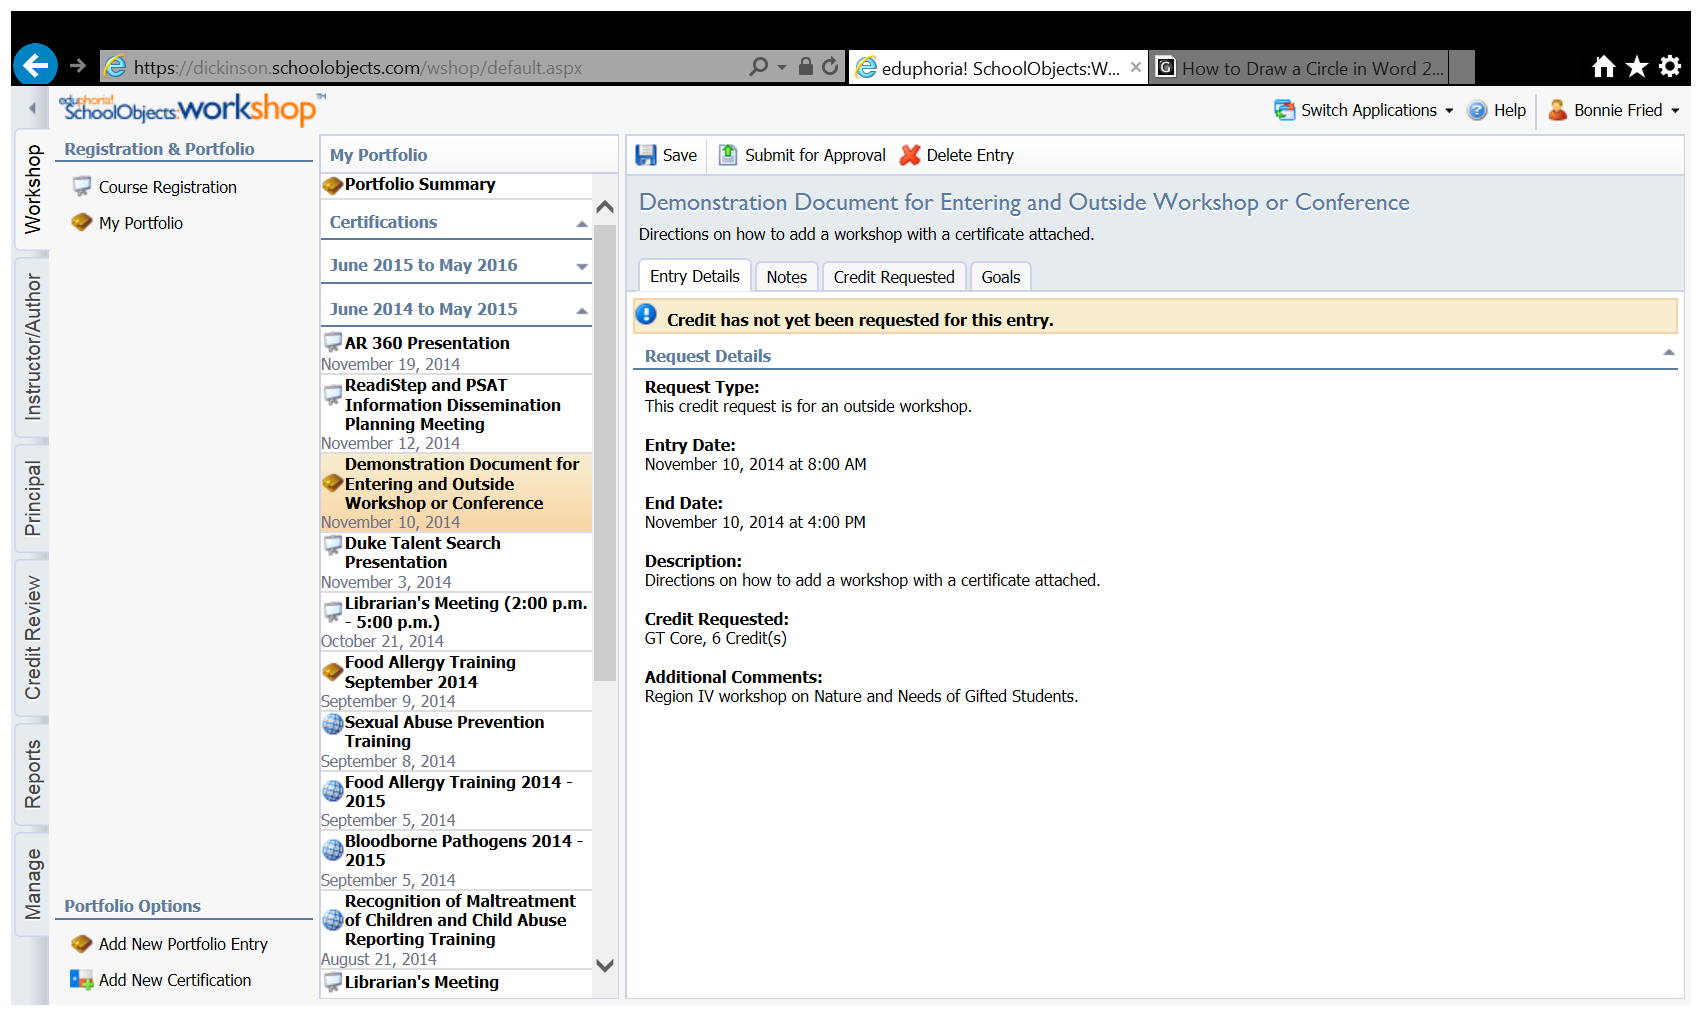 https://dickinson.schoolobjects.com/wshop/default.aspx
eduphoria! SchoolObjects:W...
How to Draw a Circle in Word 2...
eduphoria!
SchoolObjects:workshop™
Switch Applications
Help
Bonnie Fried
Workshop
Instructor/Author
Principal
Credit Review
Reports
Manage
Registration & Portfolio
Course Registration
My Portfolio
Portfolio Options
Add New Portfolio Entry
Add New Certification
My Portfolio
Portfolio Summary
Certifications
June 2015 to May 2016
June 2014 to May 2015
AR 360 Presentation
November 19, 2014
ReadiStep and PSAT
Information Dissemination
Planning Meeting
November 12, 2014
Demonstration Document for
Entering and Outside
Workshop or Conference
November 10, 2014
Duke Talent Search
Presentation
November 3, 2014
Librarian's Meeting (2:00 p.m.
- 5:00 p.m.)
October 21, 2014
Food Allergy Training
September 2014
September 9, 2014
Sexual Abuse Prevention
Training
September 8, 2014
Food Allergy Training 2014 -
2015
September 5, 2014
Bloodborne Pathogens 2014 -
2015
September 5, 2014
Recognition of Maltreatment
of Children and Child Abuse
Reporting Training
August 21, 2014
Librarian's Meeting
Save
Submit for Approval
Delete Entry
Demonstration Document for Entering and Outside Workshop or Conference
Directions on how to add a workshop with a certificate attached.
Entry Details
Notes
Credit Requested
Goals
Credit has not yet been requested for this entry.
Request Details
Request Type:
This credit request is for an outside workshop.
Entry Date:
November 10, 2014 at 8:00 AM
End Date:
November 10, 2014 at 4:00 PM
Description:
Directions on how to add a workshop with a certificate attached.
Credit Requested:
GT Core, 6 Credit(s)
Additional Comments:
Region IV workshop on Nature and Needs of Gifted Students.